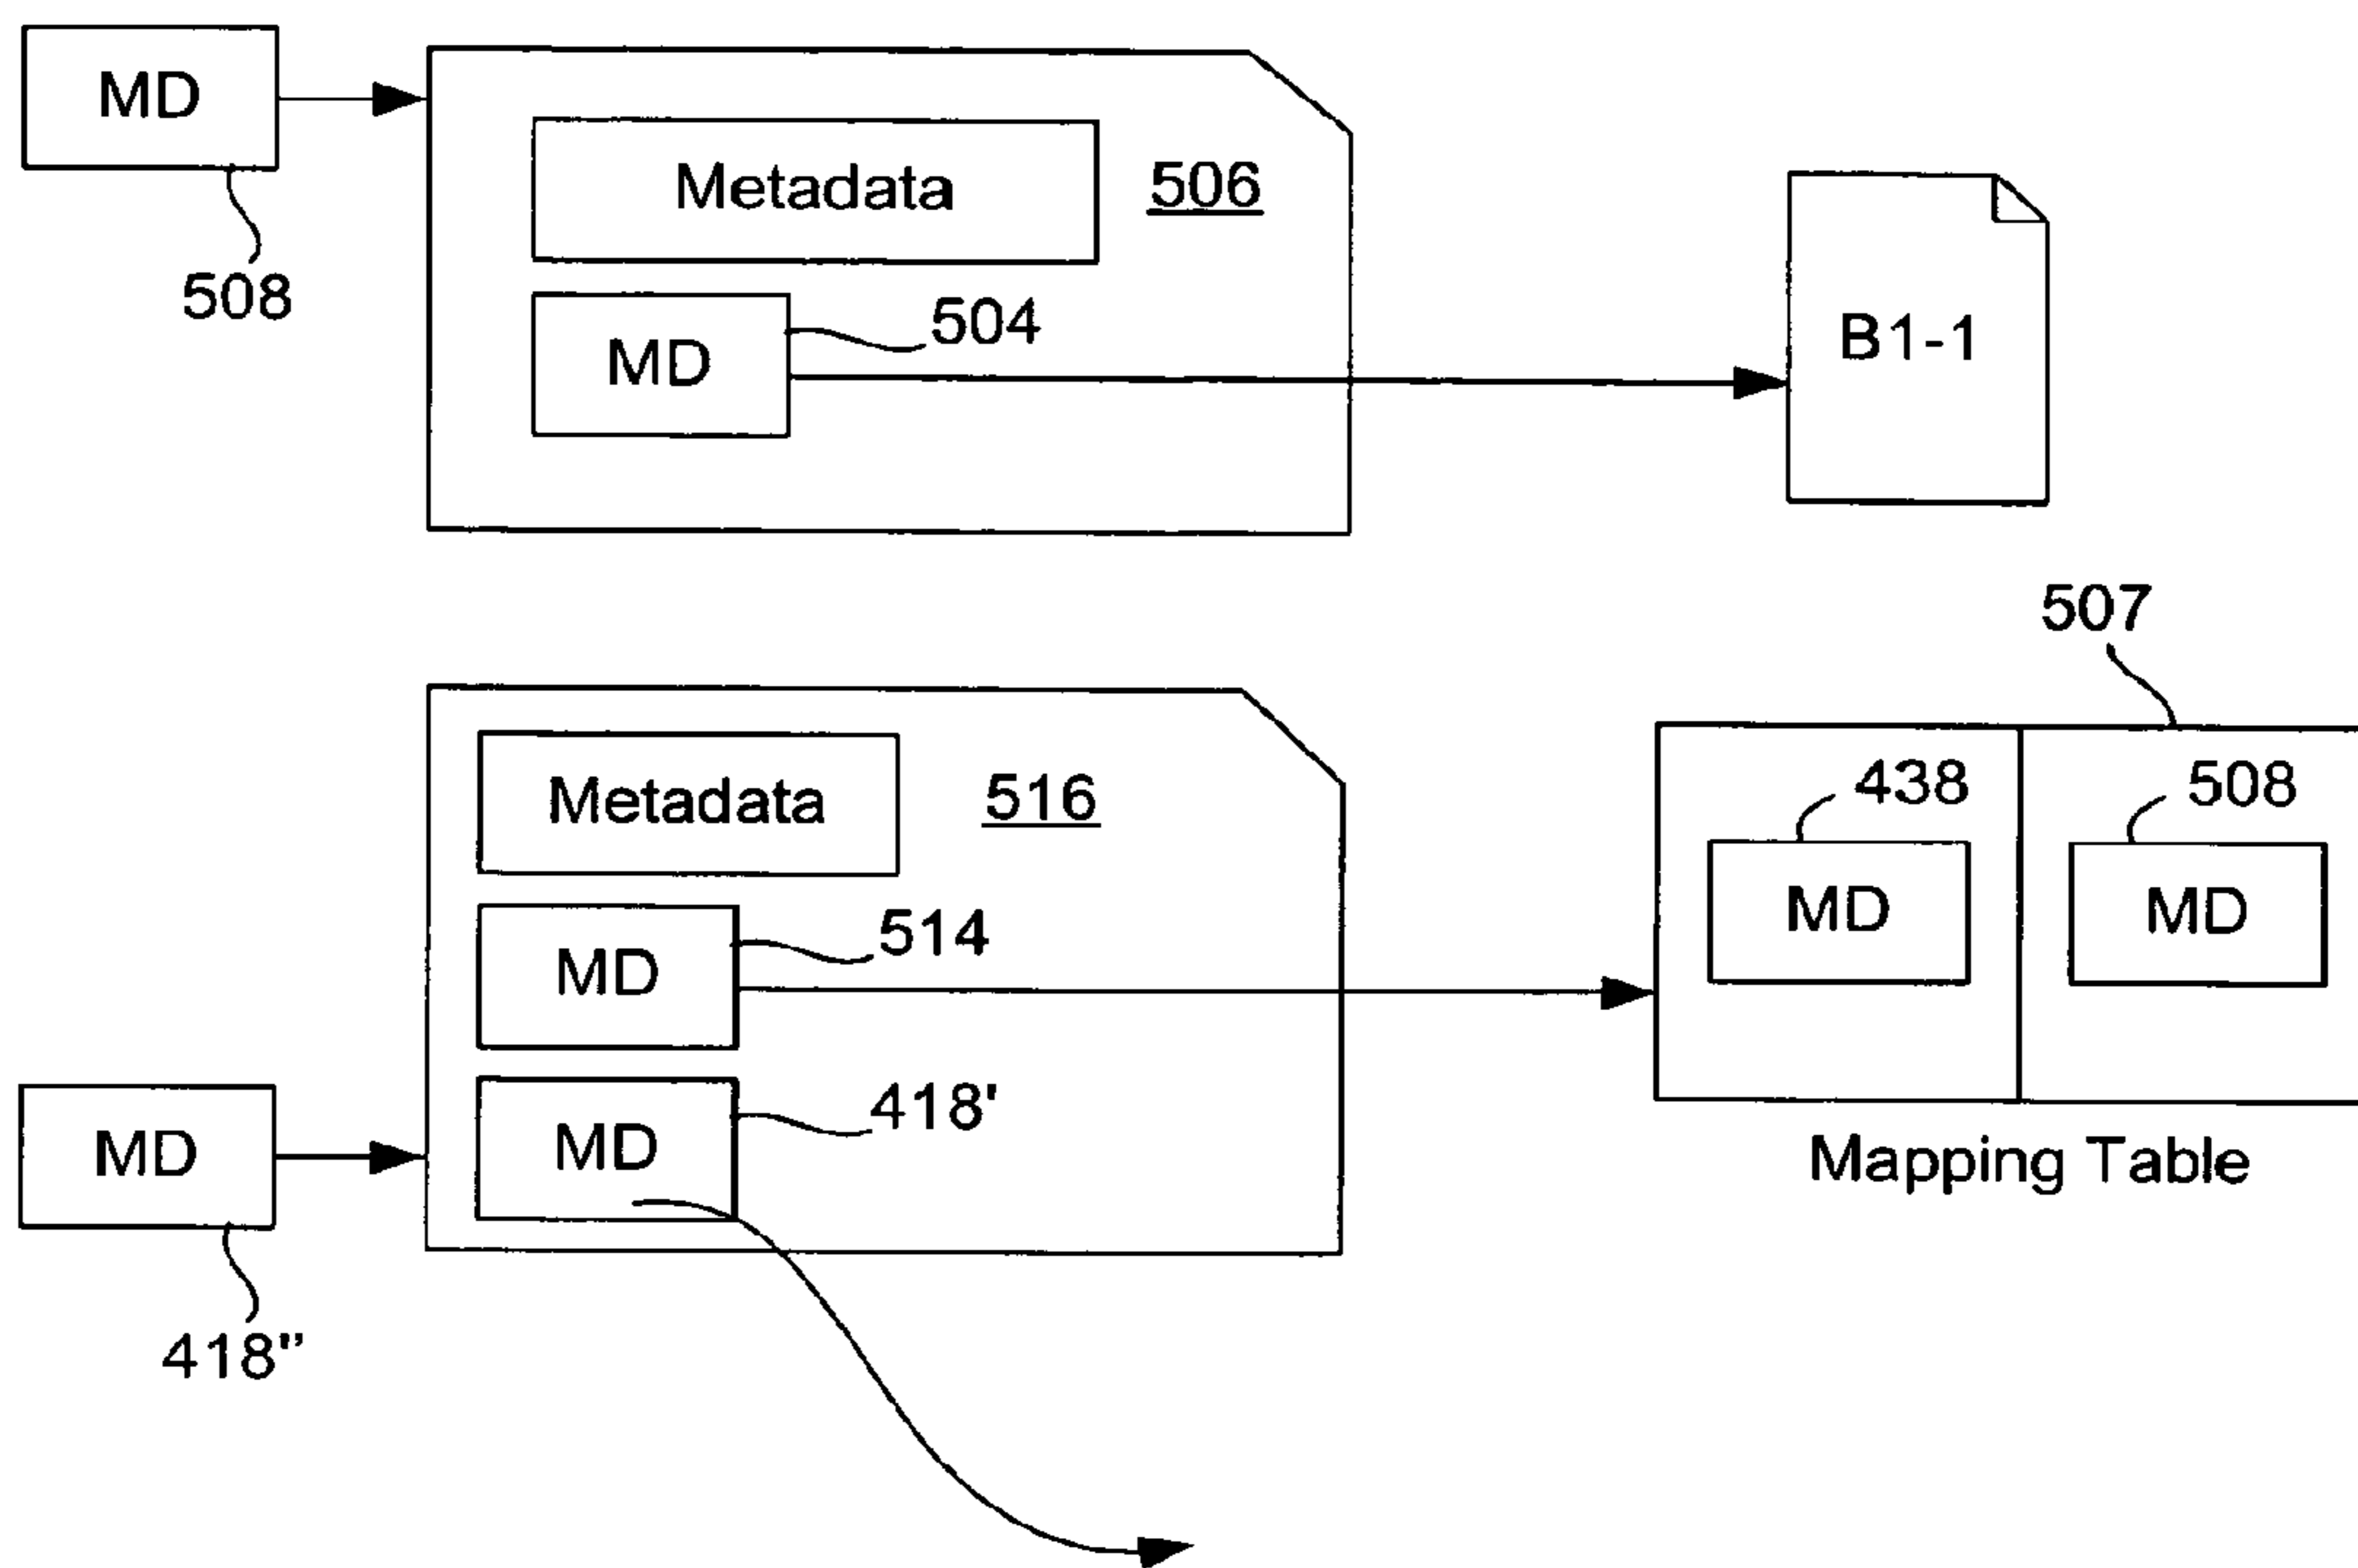 MD
508
Metadata
506
MD
504
B1-1
507
Metadata
516
438
508
MD
MD
MD
514
MD
418'
MD
418"
Mapping Table